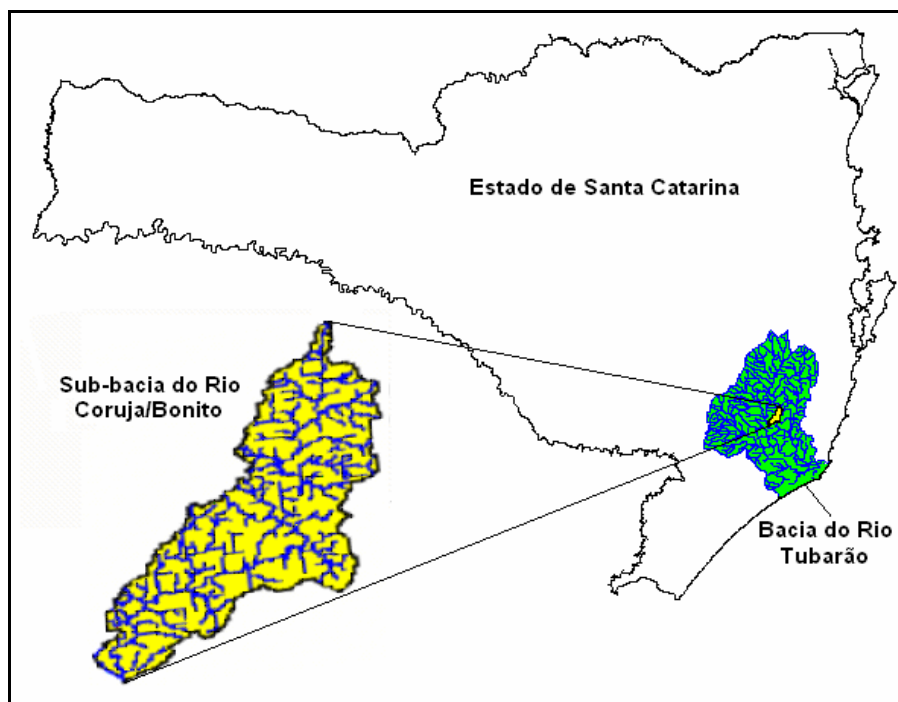 Estado de Santa Catarina
Sub-bacia do Rio
Coruja/Bonito
Bacia do Rio
Tubarão